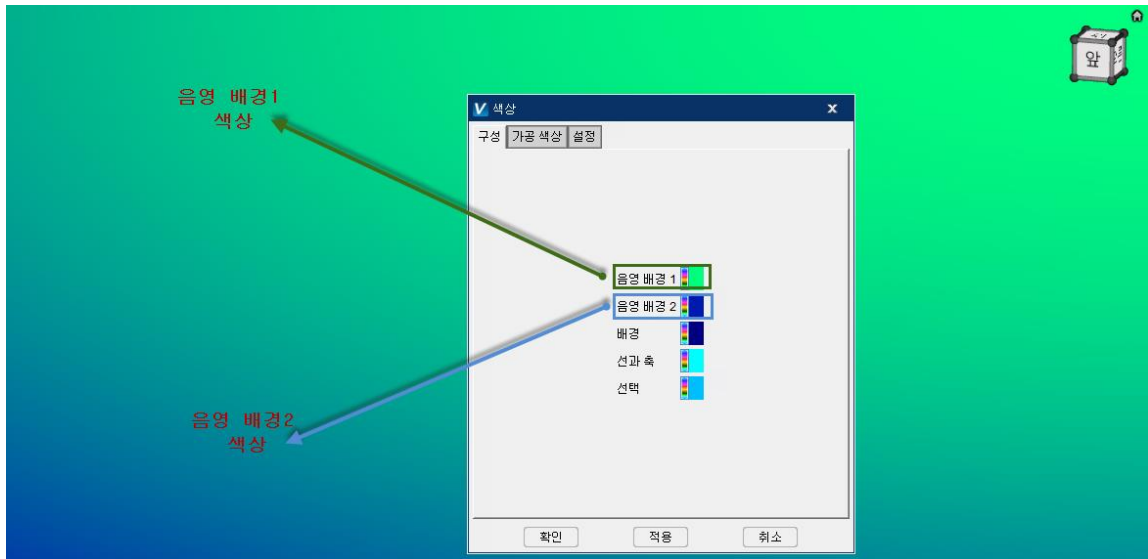 앞
음영 배경1
색상
색상
구성 가공 색상 설정
음영 배경 1
음영 배경 2
배경
선과 축
선택
음영 배경2
색상
확인 적용 취소